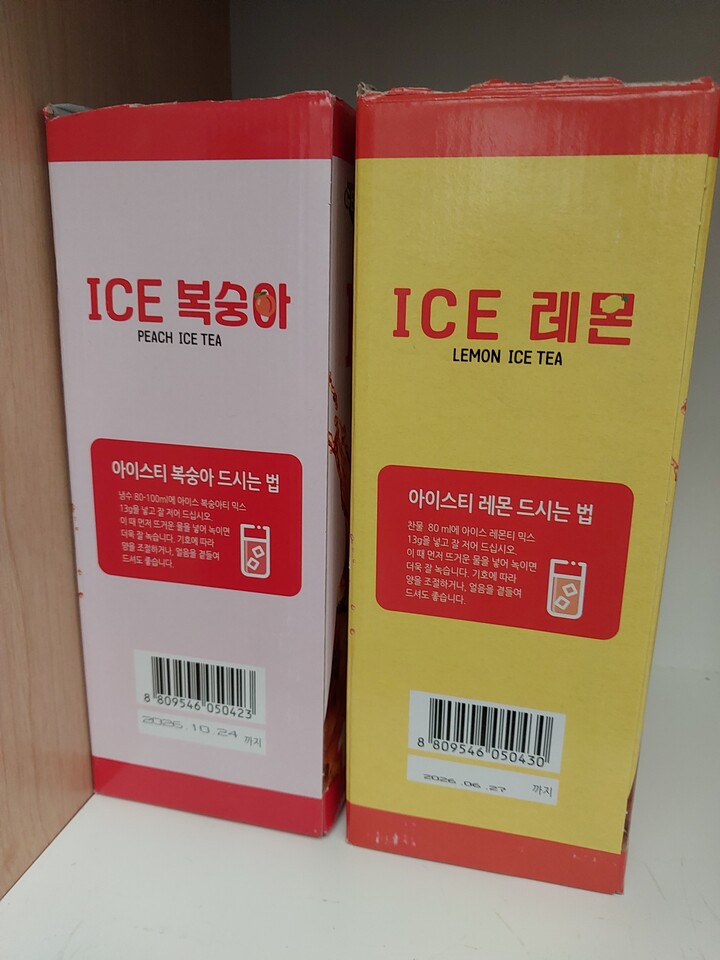 ICE 복숭아
PEACH ICE TEA
아이스티 복숭아 드시는 법
냉수 80-100ml에 아이스 복숭아티 믹스
13g을 넣고 잘 저어 드십시오.
이 때 먼저 뜨거운 물을 넣어 녹이면
더욱 잘 녹습니다. 기호에 따라
양을 조절하거나, 얼음을 곁들여
드셔도 좋습니다.
8 809546 050423
2026.10.24 까지
ICE 레몬
LEMON ICE TEA
아이스티 레몬 드시는 법
찬물 80 ml에 아이스 레몬티 믹스
13g을 넣고 잘 저어 드십시오.
이 때 먼저 뜨거운 물을 넣어 녹이면
더욱 잘 녹습니다. 기호에 따라
양을 조절하거나, 얼음을 곁들여
드셔도 좋습니다.
8 809546 050430
2026.06.27 까지